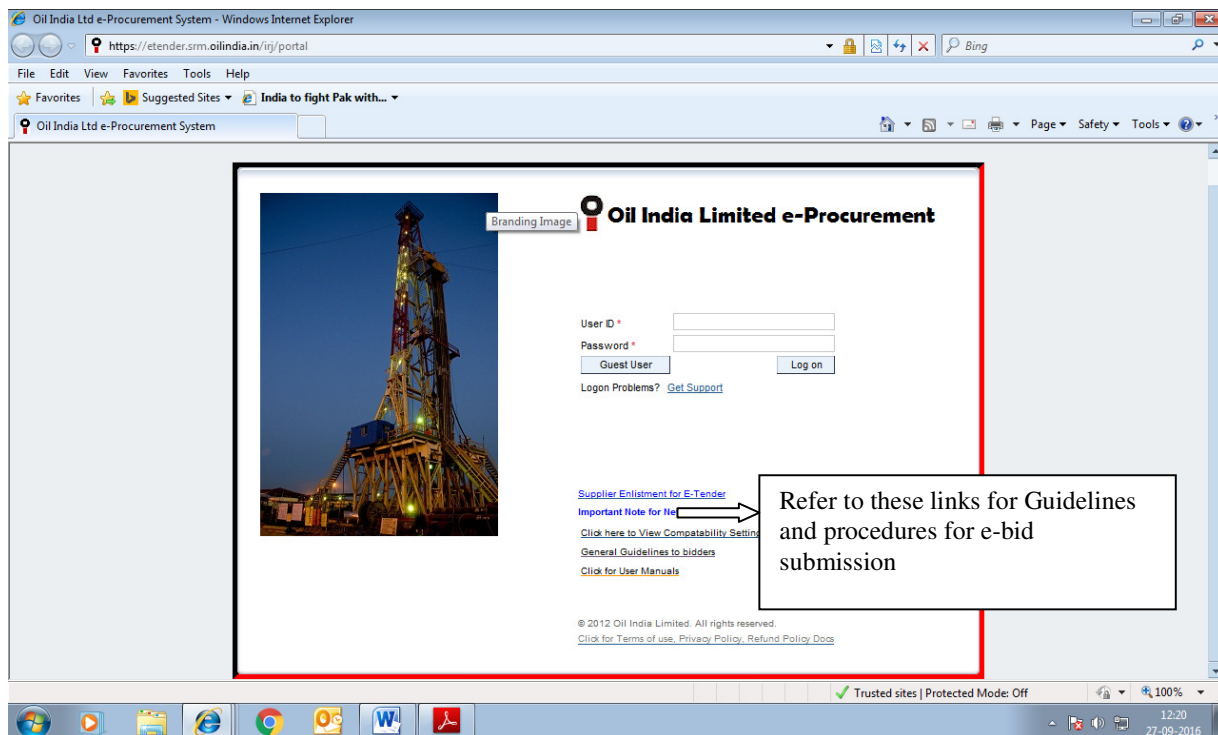 Oil India Ltd e-Procurement System - Windows Internet Explorer
https://etender.srm.oilindia.in/irj/portal
Bing
File Edit View Favorites Tools Help
Favorites Suggested Sites India to fight Pak with...
Oil India Ltd e-Procurement System
Page Safety Tools
Branding Image
Oil India Limited e-Procurement
User ID *
Password *
Guest User Log on
Logon Problems? Get Support
Supplier Enlistment for E-Tender
Important Note for Ne
Click here to View Compatability Setting
General Guidelines to bidders
Click for User Manuals
Refer to these links for Guidelines
and procedures for e-bid
submission
© 2012 Oil India Limited. All rights reserved.
Click for Terms of use, Privacy Policy, Refund Policy Docs
Trusted sites | Protected Mode: Off 100%
12:20
27-09-2016